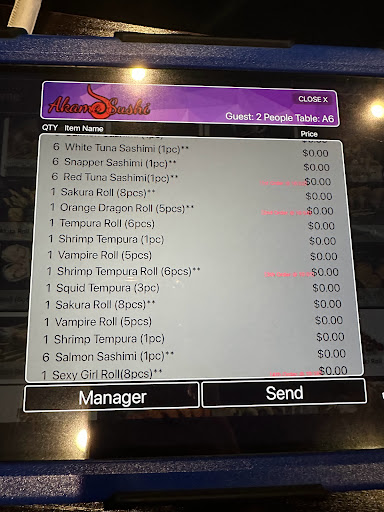 Akami Sushi
CLOSE X
Guest: 2 People Table: A6
QTY Item Name Price
$0.00
6 White Tuna Sashimi (1pc)** $0.00
6 Snapper Sashimi (1pc)** $0.00
6 Red Tuna Sashimi(1pc)** $0.00
1 Sakura Roll (8pcs)** $0.00
1 Orange Dragon Roll (5pcs)** $0.00
1 Tempura Roll (6pcs) $0.00
1 Shrimp Tempura (1pc) $0.00
1 Vampire Roll (5pcs) $0.00
1 Shrimp Tempura Roll (6pcs)** $0.00
1 Squid Tempura (3pc) $0.00
1 Sakura Roll (8pcs)** $0.00
1 Vampire Roll (5pcs) $0.00
1 Shrimp Tempura (1pc) $0.00
6 Salmon Sashimi (1pc)** $0.00
1 Sexy Girl Roll(8pcs)** $0.00
Manager Send